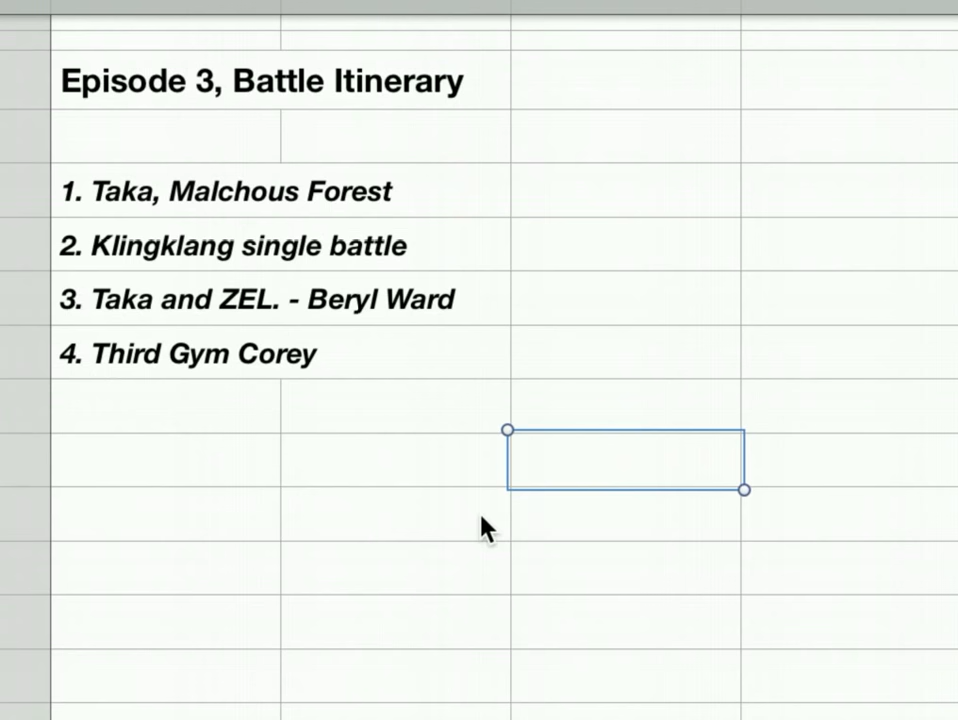 Episode 3, Battle Itinerary
1. Taka, Malchous Forest
2. Klingklang single battle
3. Taka and ZEL. - Beryl Ward
4. Third Gym Corey